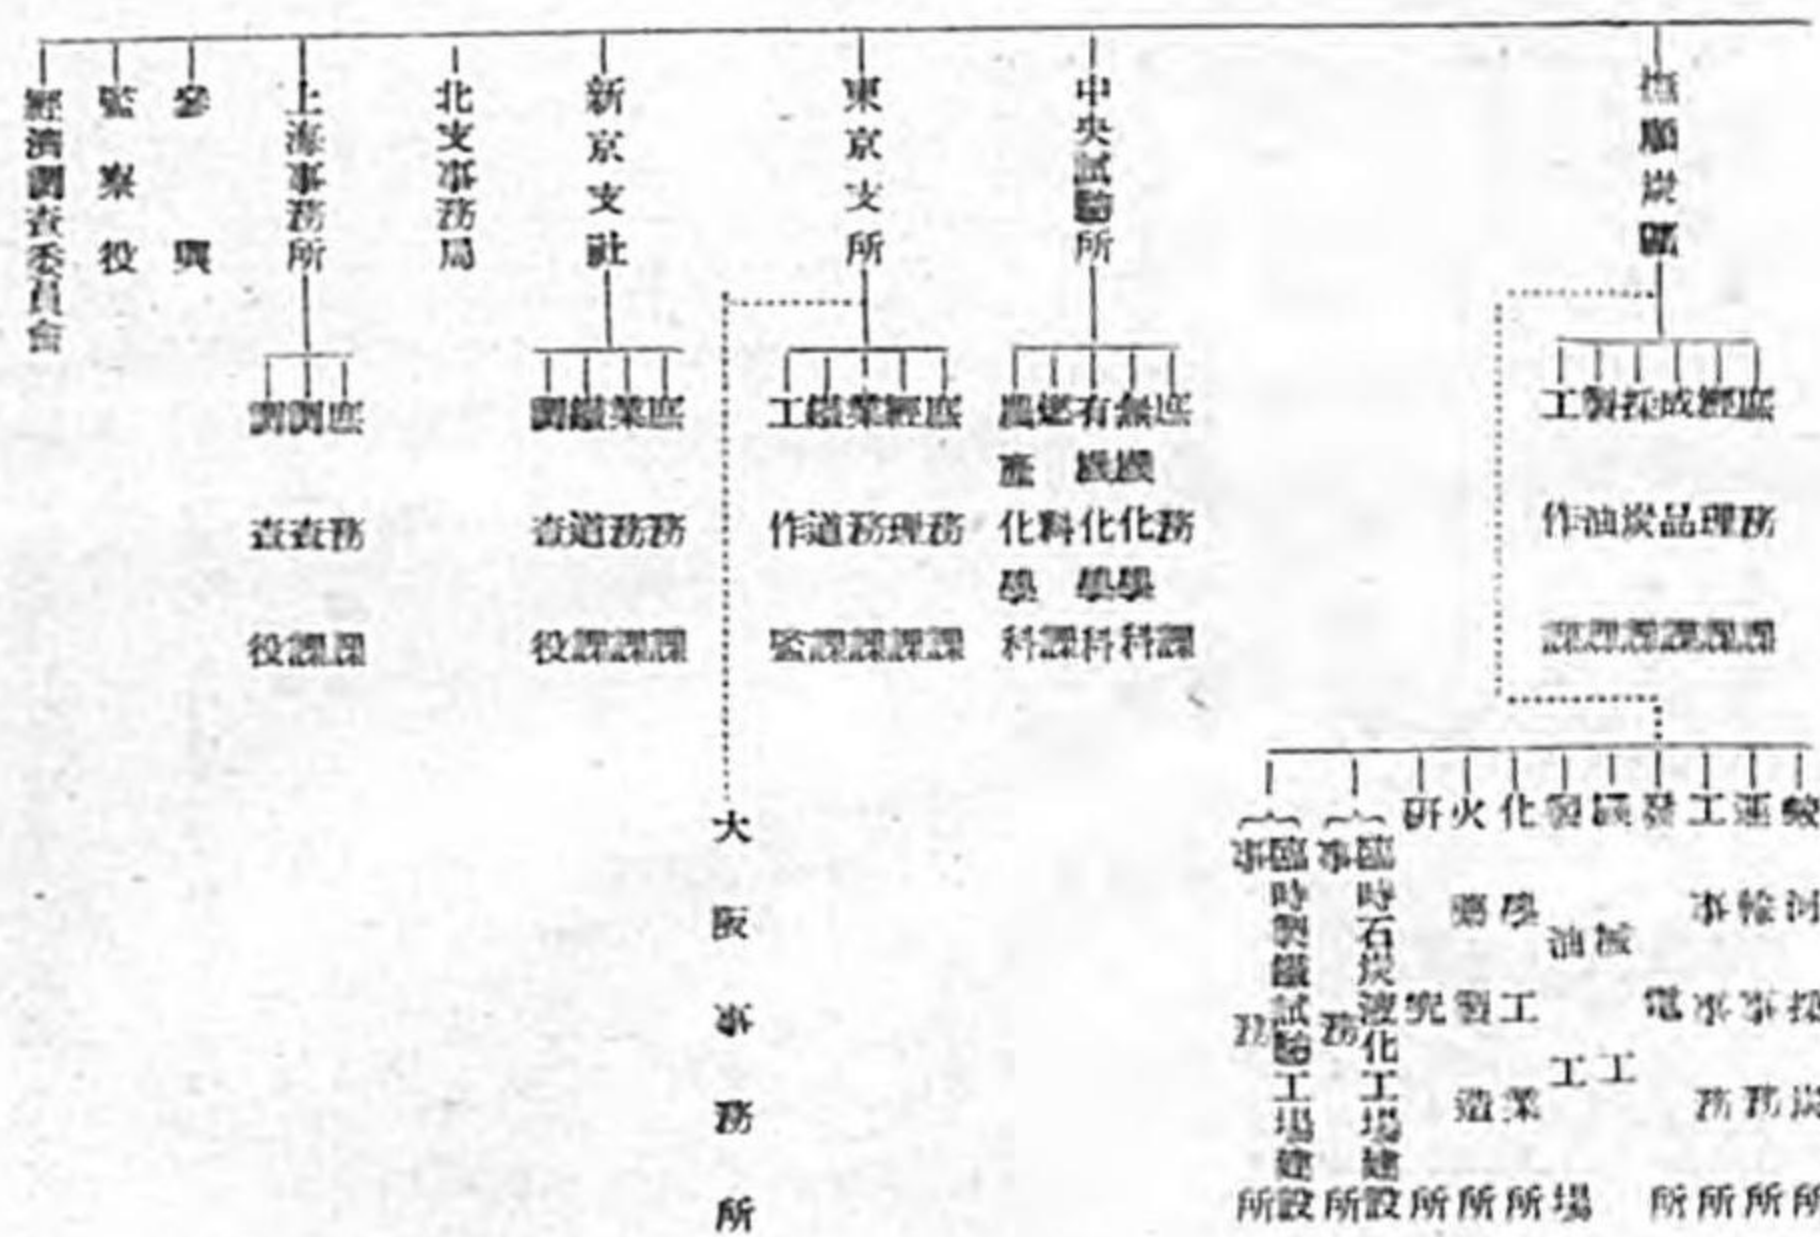 撫順炭礦
庶務課
經理課
成品課
採炭課
製油課
工作課
運輸事務所
工事事務所
發電所
工
製油工場
化學工業所
火藥製造所
研究所
臨時石炭液化工場建設事務所
臨時製鐵試驗工場建設事務所
中央試驗所
庶務課
無機化學科
有機化學科
燃料課
農產化學科
東京支所
庶務課
經理課
業務課
鐵道課
工作監
大阪事務所
新京支社
庶務課
業務課
鐵道課
調查役
北支事務局
上海事務所
庶務課
調查課
調查役
參與
監察役
經濟調查委員會